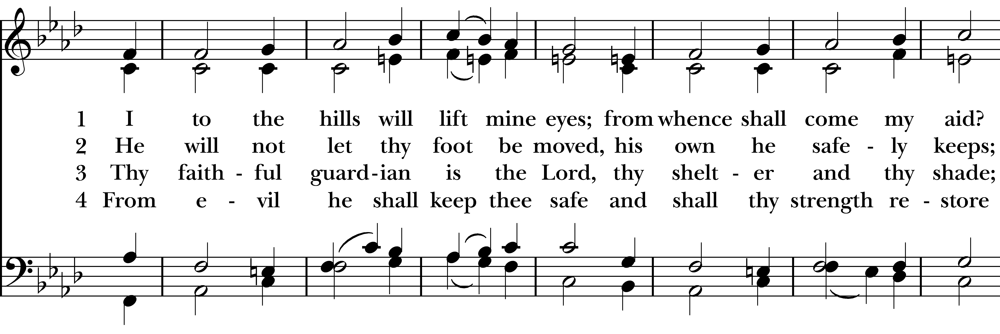 1 I to the hills will lift mine eyes; from whence shall come my aid?
2 He will not let thy foot be moved, his own he safe - ly keeps;
3 Thy faith - ful guard - ian is the Lord, thy shelt - er and thy shade;
4 From e - vil he shall keep thee safe and shall thy strength re - store